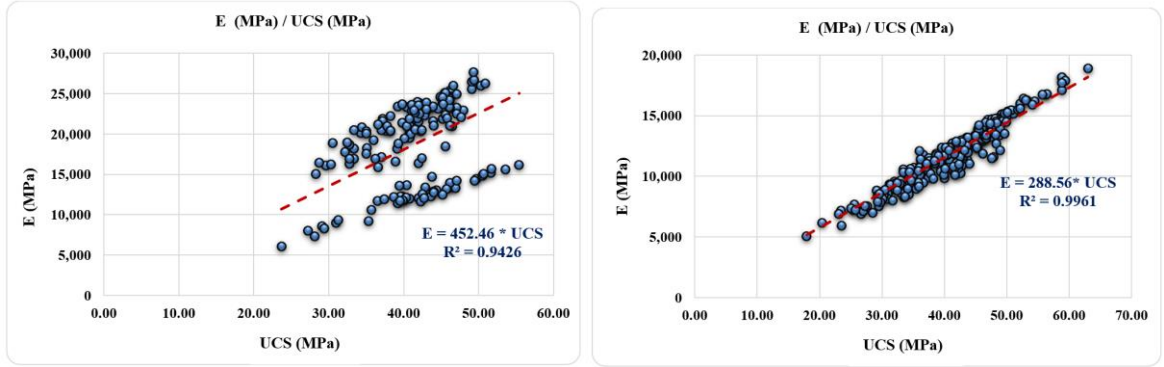 E (MPa) / UCS (MPa)
30,000
25,000
20,000
15,000
10,000
5,000
0
E (MPa)
E = 452.46 * UCS
R² = 0.9426
0.00 10.00 20.00 30.00 40.00 50.00 60.00
UCS (MPa)
E (MPa) / UCS (MPa)
20,000
15,000
10,000
5,000
0
E (MPa)
E = 288.56* UCS
R² = 0.9961
0.00 10.00 20.00 30.00 40.00 50.00 60.00 70.00
UCS (MPa)